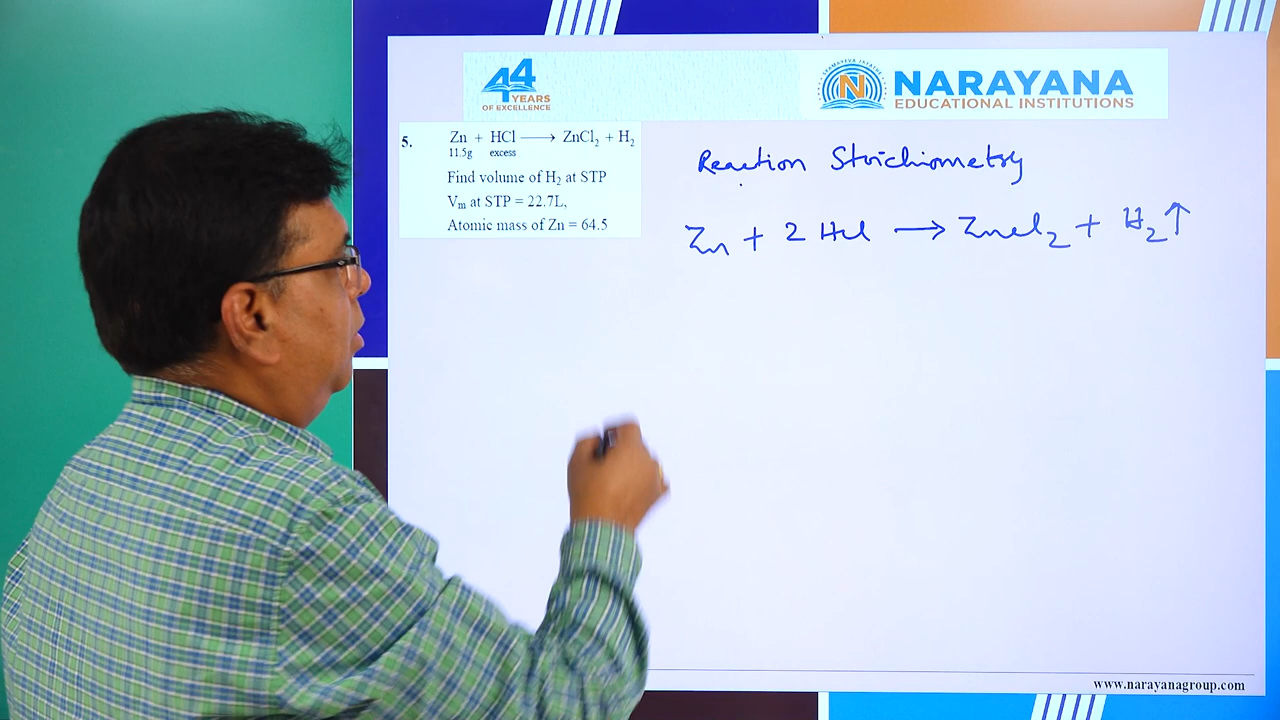 44
YEARS
OF EXCELLENCE
SAMAYEVA JAYATHE
N
NARAYANA
EDUCATIONAL INSTITUTIONS
5. Zn + HCl ⟶ ZnCl₂ + H₂
11.5g excess
Find volume of H₂ at STP
Vₘ at STP = 22.7L,
Atomic mass of Zn = 64.5
Reaction Stoichiometry
Zn + 2 HCl → ZnCl₂ + H₂↑
www.narayanagroup.com